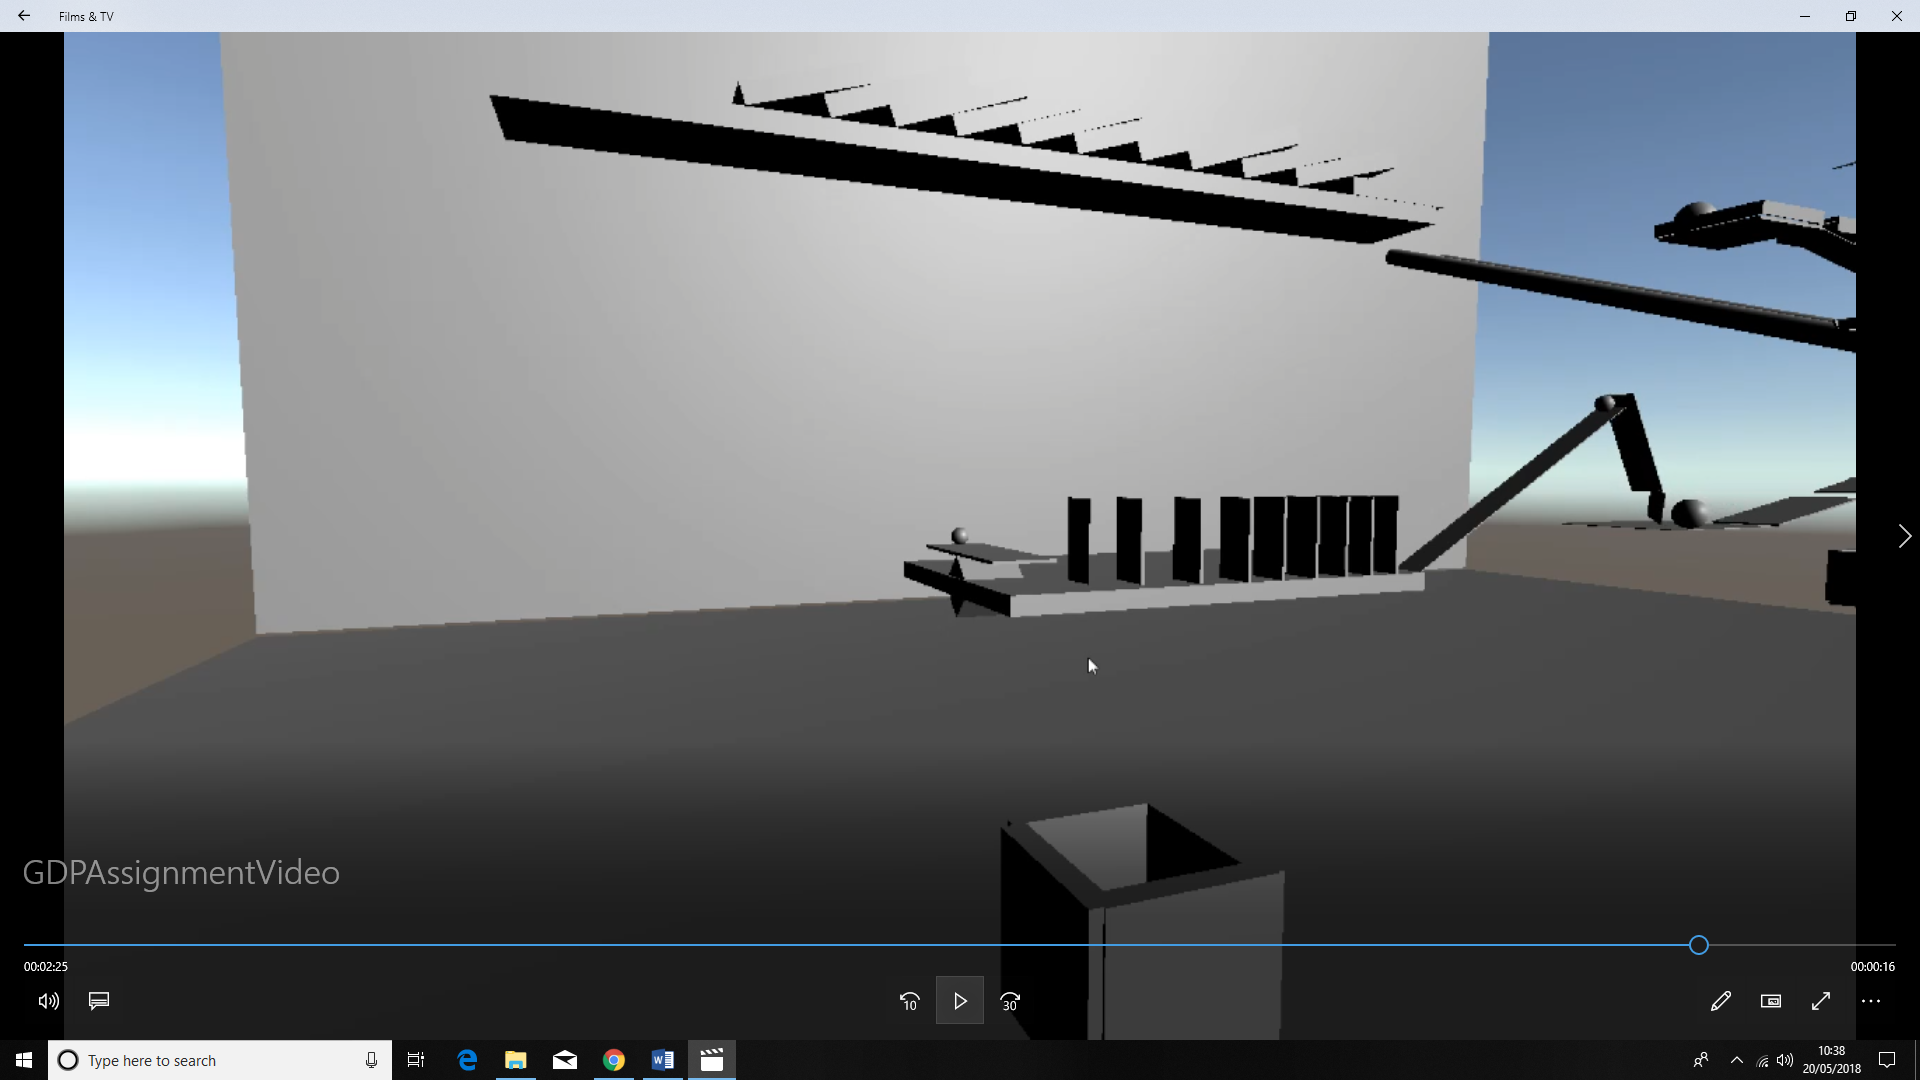 Films & TV
GDPAssignmentVideo
00:02:25
00:00:16
10
30
Type here to search
10:38
20/05/2018